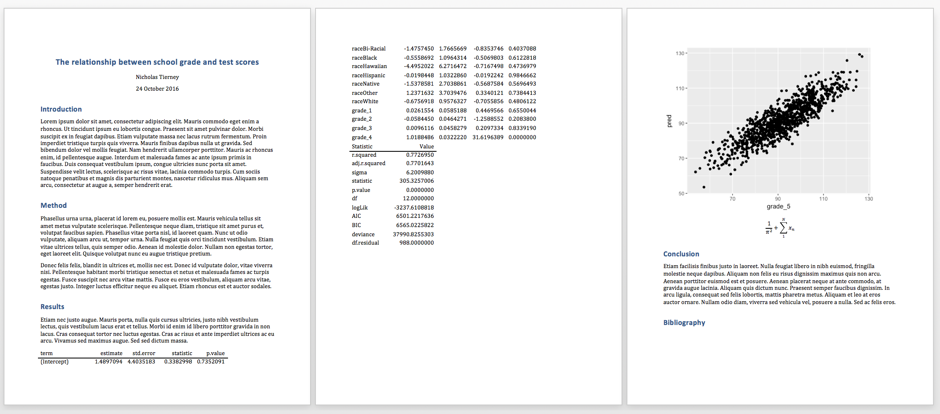 The relationship between school grade and test scores
Nicholas Tierney
24 October 2016
Introduction
Lorem ipsum dolor sit amet, consectetur adipiscing elit. Mauris commodo eget enim a
rhoncus. Ut tincidunt ipsum eu lobortis congue. Praesent sit amet pulvinar dolor. Morbi
suscipit ex in feugiat dapibus. Etiam vulputate massa nec lacus rutrum fermentum. Proin
imperdiet tristique turpis quis viverra. Mauris finibus dapibus nulla ut gravida. Sed
bibendum dolor vel mollis feugiat. Nam hendrerit ullamcorper porttitor. Mauris ac rhoncus
enim, id pellentesque augue. Interdum et malesuada fames ac ante ipsum primis in
faucibus. Duis consequat vestibulum ipsum, congue ultricies nunc porta sit amet.
Suspendisse velit lectus, scelerisque ac risus vitae, lacinia commodo turpis. Cum sociis
natoque penatibus et magnis dis parturient montes, nascetur ridiculus mus. Aliquam sem
arcu, consectetur at augue a, semper hendrerit erat.
Method
Phasellus urna urna, placerat id lorem eu, posuere mollis est. Mauris vehicula tellus sit
amet metus vulputate scelerisque. Pellentesque neque diam, tristique sit amet purus et,
volutpat faucibus sapien. Phasellus vitae porta nisl, id laoreet quam. Nunc ut odio
vulputate, aliquam arcu ut, tempor urna. Nulla feugiat quis orci tincidunt vestibulum. Etiam
vitae ultrices tellus, quis semper odio. Aenean id molestie dolor. Nullam non egestas tortor,
eget laoreet elit. Quisque volutpat nunc eu augue tristique pretium.
Donec felis felis, blandit in ultrices et, mollis nec est. Donec id vulputate dolor, vitae viverra
nisl. Pellentesque habitant morbi tristique senectus et netus et malesuada fames ac turpis
egestas. Fusce suscipit nec arcu vitae mattis. Fusce eu eros vestibulum, aliquam arcu vitae,
egestas justo. Integer luctus efficitur neque eu aliquet. Etiam rhoncus est et auctor sodales.
Results
Etiam nec justo augue. Mauris porta, nulla quis cursus ultricies, justo nibh vestibulum
lectus, quis vestibulum lacus erat et tellus. Morbi id enim id libero porttitor gravida in non
lacus. Cras consequat tortor nec luctus egestas. Cras ac risus et ante imperdiet ultrices ac eu
arcu. Vivamus sed maximus augue. Sed sed dictum massa.
term estimate std.error statistic p.value
(Intercept) 1.4897094 4.4035183 0.3382998 0.7352091
raceBi-Racial -1.4757450 1.7665669 -0.8353746 0.4037088
raceBlack -0.5558692 1.0964314 -0.5069803 0.6122818
raceHawaiian -4.4952022 6.2716472 -0.7167498 0.4736979
raceHispanic -0.0198448 1.0322860 -0.0192242 0.9846662
raceNative -1.5378581 2.7038861 -0.5687584 0.5696493
raceOther 1.2371632 3.7039476 0.3340121 0.7384413
raceWhite -0.6756918 0.9576327 -0.7055856 0.4806122
grade_1 0.0261554 0.0585188 0.4469566 0.6550044
grade_2 -0.0584450 0.0464271 -1.2588552 0.2083800
grade_3 0.0096116 0.0458279 0.2097334 0.8339190
grade_4 1.0188486 0.0322220 31.6196389 0.0000000
Statistic Value
r.squared 0.7726950
adj.r.squared 0.7701643
sigma 6.2009880
statistic 305.3257006
p.value 0.0000000
df 12.0000000
logLik -3237.6108818
AIC 6501.2217636
BIC 6565.0225822
deviance 37990.8255303
df.residual 988.0000000
130
110
90
70
50
pred
70 90 110 130
grade_5
Conclusion
Etiam facilisis finibus justo in laoreet. Nulla feugiat libero in nibh euismod, fringilla
molestie neque dapibus. Aliquam non felis eu risus dignissim maximus quis non arcu.
Aenean porttitor euismod est et posuere. Aenean placerat neque at ante commodo, at
gravida augue lacinia. Aliquam quis dictum nunc. Praesent semper faucibus dignissim. In
arcu ligula, consequat sed felis lobortis, mattis pharetra metus. Aliquam et leo at eros
auctor ornare. Nullam odio diam, viverra sed vehicula vel, posuere a nulla. Sed ac felis eros.
Bibliography